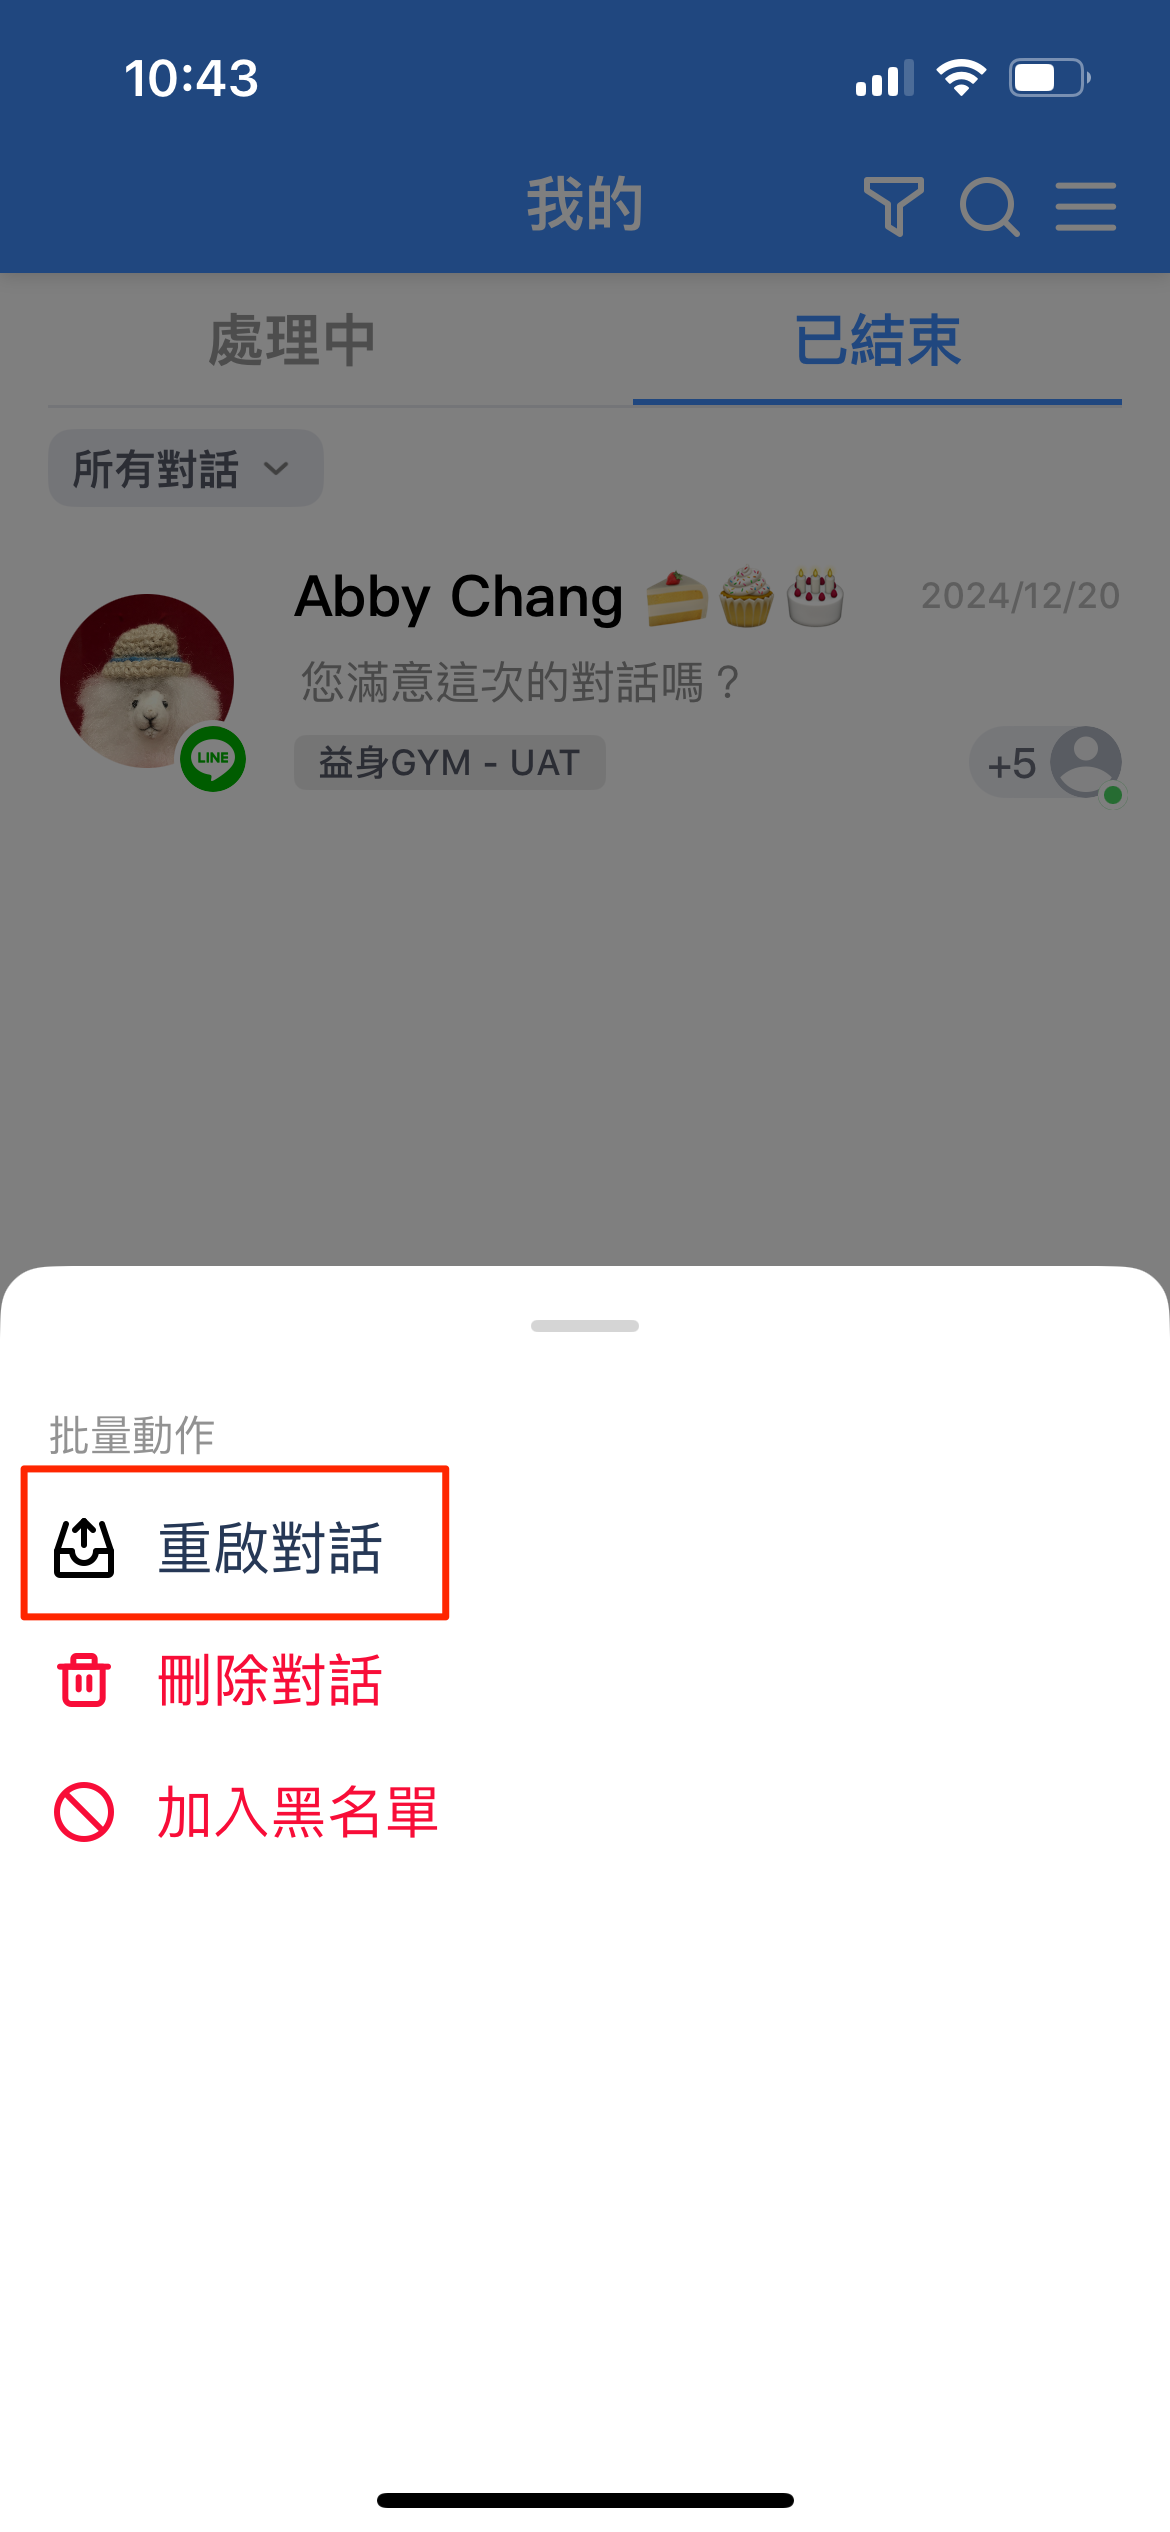 10:43
我的
處理中
已結束
所有對話
Abby Chang 🍰🧁🎂
2024/12/20
您滿意這次的對話嗎？
LINE
益身GYM - UAT
+5
批量動作
重啟對話
刪除對話
加入黑名單